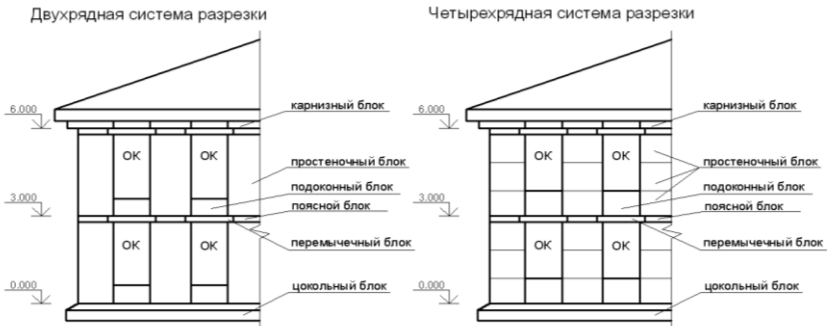 Двухрядная система разрезки
Четырехрядная система разрезки
6.000
карнизный блок
ОК
ОК
простеночный блок
подоконный блок
3.000
поясной блок
ОК
ОК
перемычечный блок
0.000
цокольный блок
6.000
карнизный блок
ОК
ОК
простеночный блок
подоконный блок
3.000
поясной блок
ОК
ОК
перемычечный блок
0.000
цокольный блок